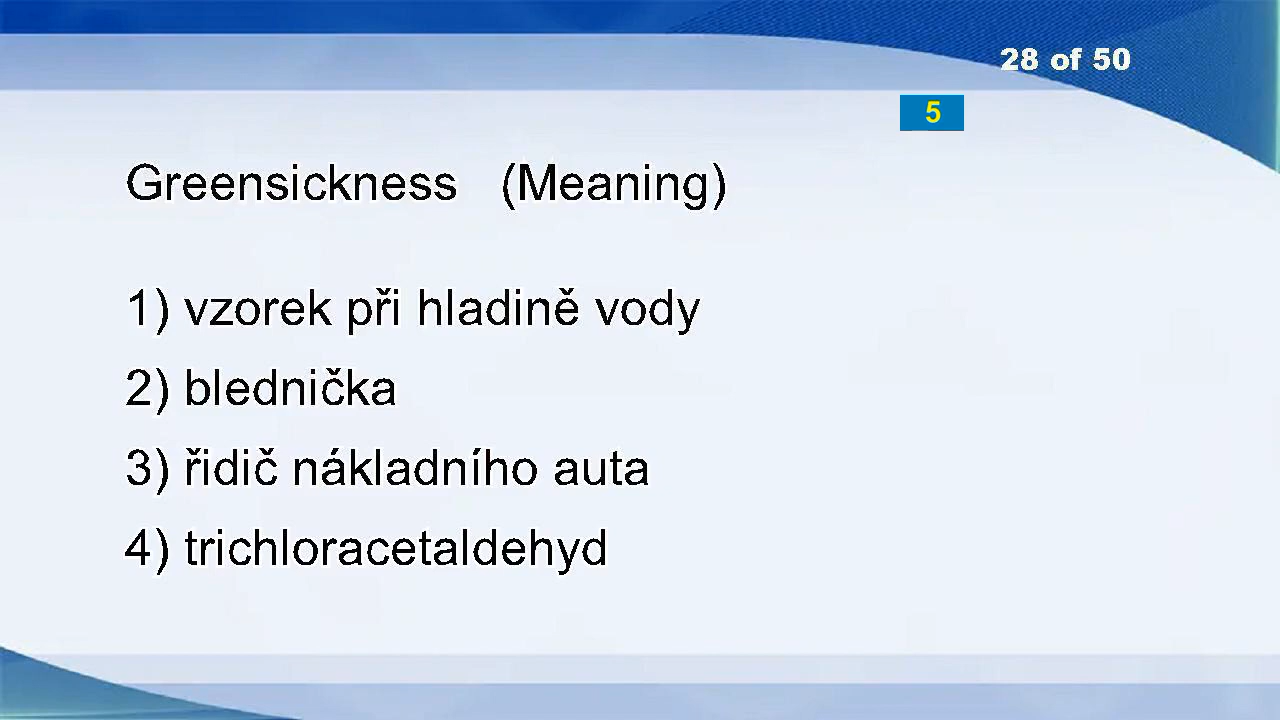 28 of 50
5
Greensickness (Meaning)
1) vzorek při hladině vody
2) blednička
3) řidič nákladního auta
4) trichloracetaldehyd